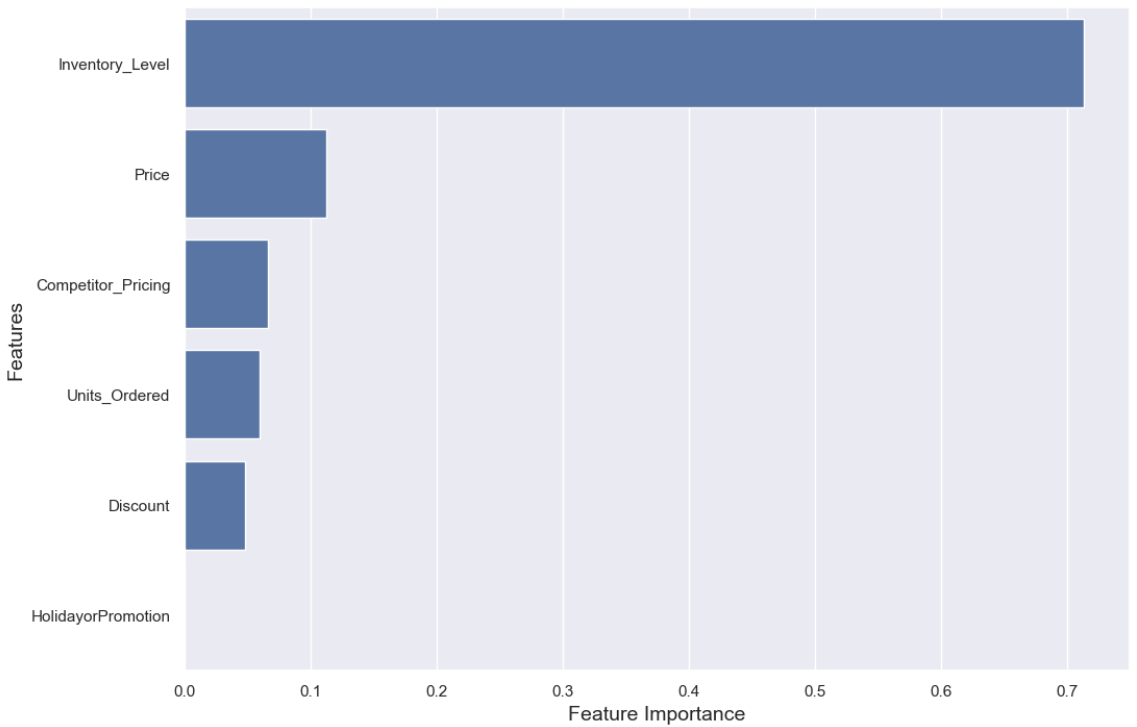 Inventory_Level
Price
Competitor_Pricing
Units_Ordered
Discount
HolidayorPromotion
Features
0.0 0.1 0.2 0.3 0.4 0.5 0.6 0.7
Feature Importance